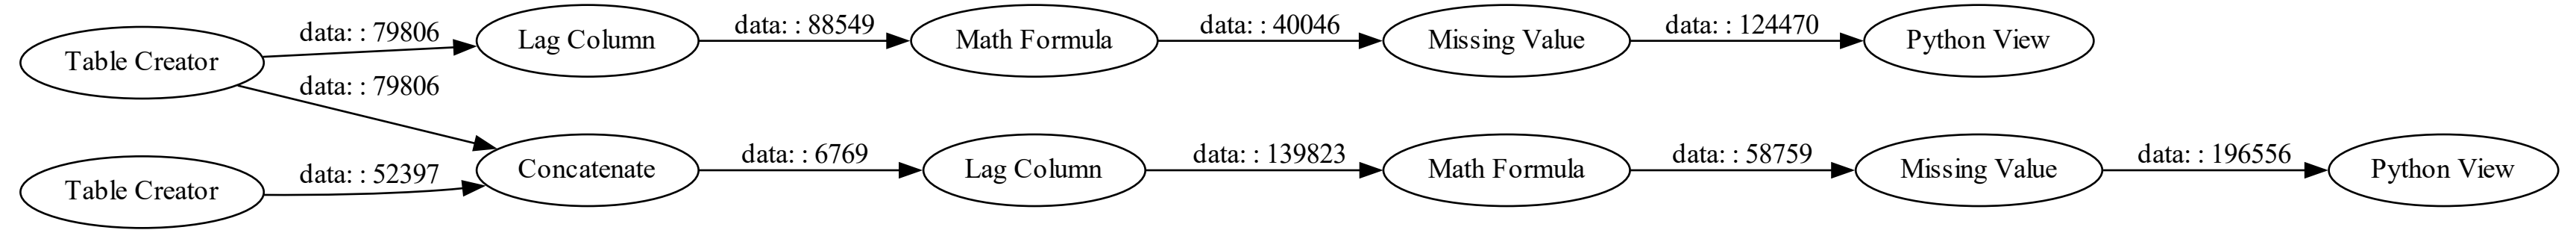 Table Creator
data: : 79806
Lag Column
data: : 88549
Math Formula
data: : 40046
Missing Value
data: : 124470
Python View
data: : 79806
Table Creator
data: : 52397
Concatenate
data: : 6769
Lag Column
data: : 139823
Math Formula
data: : 58759
Missing Value
data: : 196556
Python View